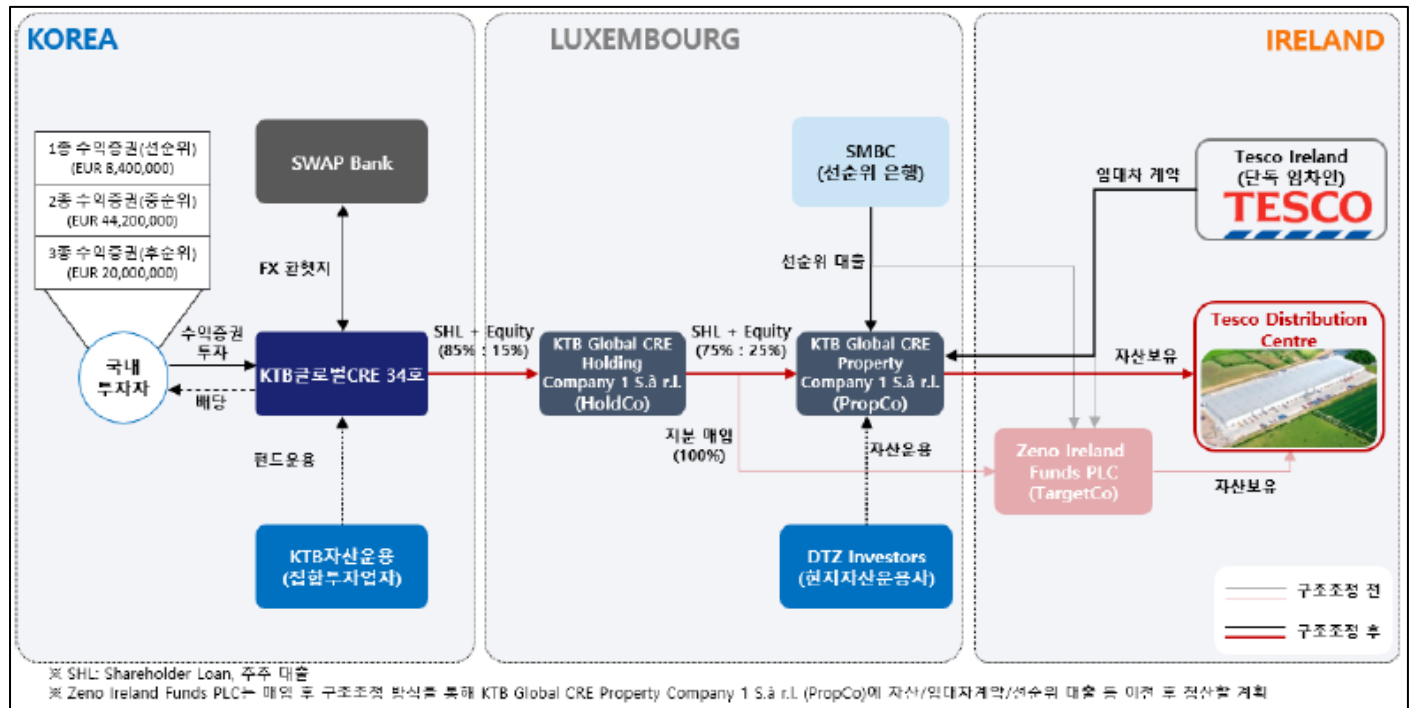 KOREA
LUXEMBOURG
IRELAND
1종 수익증권(선순위)
(EUR 8,400,000)
2종 수익증권(중순위)
(EUR 44,200,000)
3종 수익증권(후순위)
(EUR 20,000,000)
SWAP Bank
SMBC
(선순위 은행)
Tesco Ireland
(단독 임차인)
TESCO
임대차 계약
FX 환헷지
선순위 대출
수익증권
투자
국내
투자자
배당
KTB글로벌CRE 34호
SHL + Equity
(85% : 15%)
KTB Global CRE
Holding
Company 1 S.à r.l.
(HoldCo)
SHL + Equity
(75% : 25%)
KTB Global CRE
Property
Company 1 S.à r.l.
(PropCo)
자산보유
Tesco Distribution
Centre
펀드운용
지분 매입
(100%)
자산운용
Zeno Ireland
Funds PLC
(TargetCo)
자산보유
KTB자산운용
(집합투자업자)
DTZ Investors
(현지자산운용사)
구조조정 전
구조조정 후
※ SHL: Shareholder Loan, 주주 대출
※ Zeno Ireland Funds PLC는 매입 후 구조조정 방식을 통해 KTB Global CRE Property Company 1 S.à r.l. (PropCo)에 자산/임대차계약/선순위 대출 등 이전 후 청산할 계획